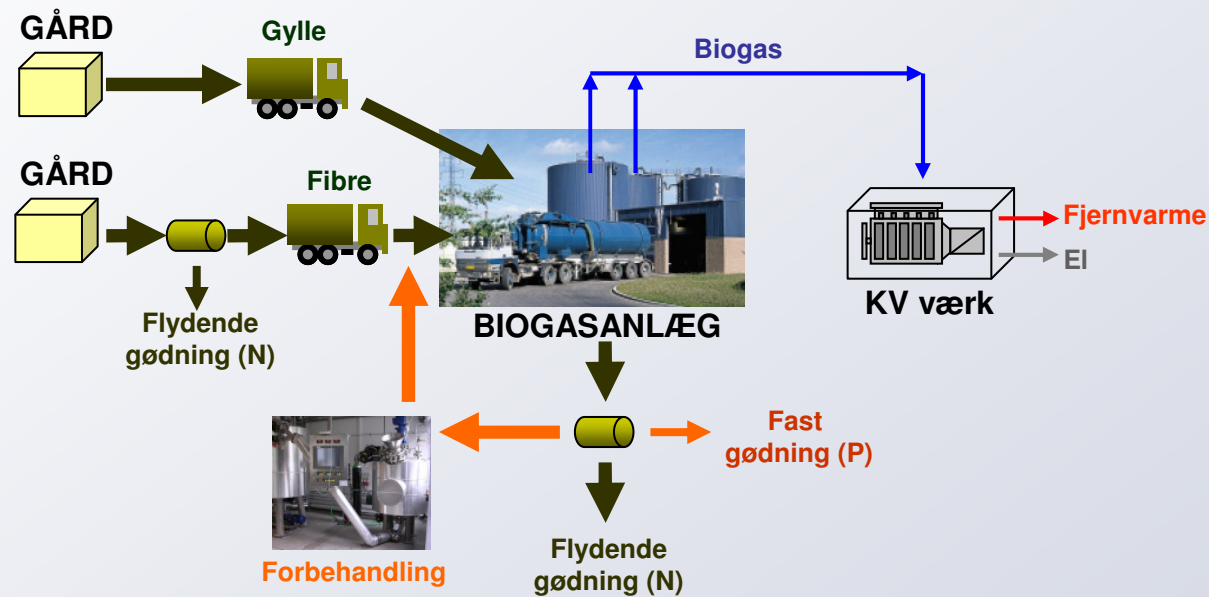 GÅRD
Gylle
Biogas
GÅRD
Fibre
Fjernvarme
El
KV værk
Flydende
gødning (N)
BIOGASANLÆG
Fast
gødning (P)
Forbehandling
Flydende
gødning (N)